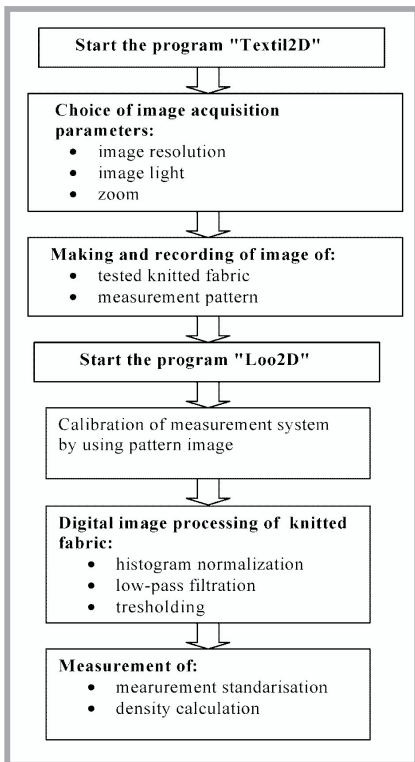 Start the program "Textil2D"
Choice of image acquisition
parameters:
• image resolution
• image light
• zoom
Making and recording of image of:
• tested knitted fabric
• measurement pattern
Start the program "Loo2D"
Calibration of measurement system
by using pattern image
Digital image processing of knitted
fabric:
• histogram normalization
• low-pass filtration
• tresholding
Measurement of:
• mearurement standarisation
• density calculation